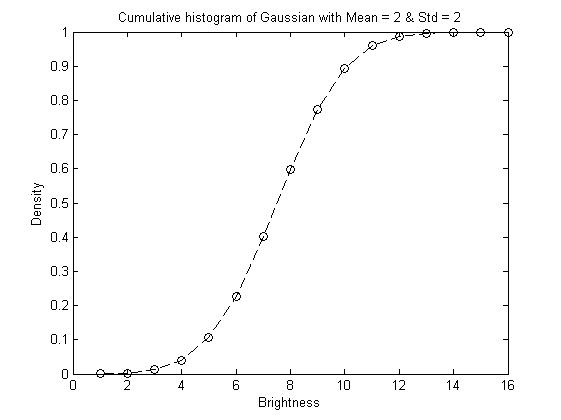 Cumulative histogram of Gaussian with Mean = 2 & Std = 2
1
0.9
0.8
0.7
0.6
0.5
0.4
0.3
0.2
0.1
0
Density
0 2 4 6 8 10 12 14 16
Brightness